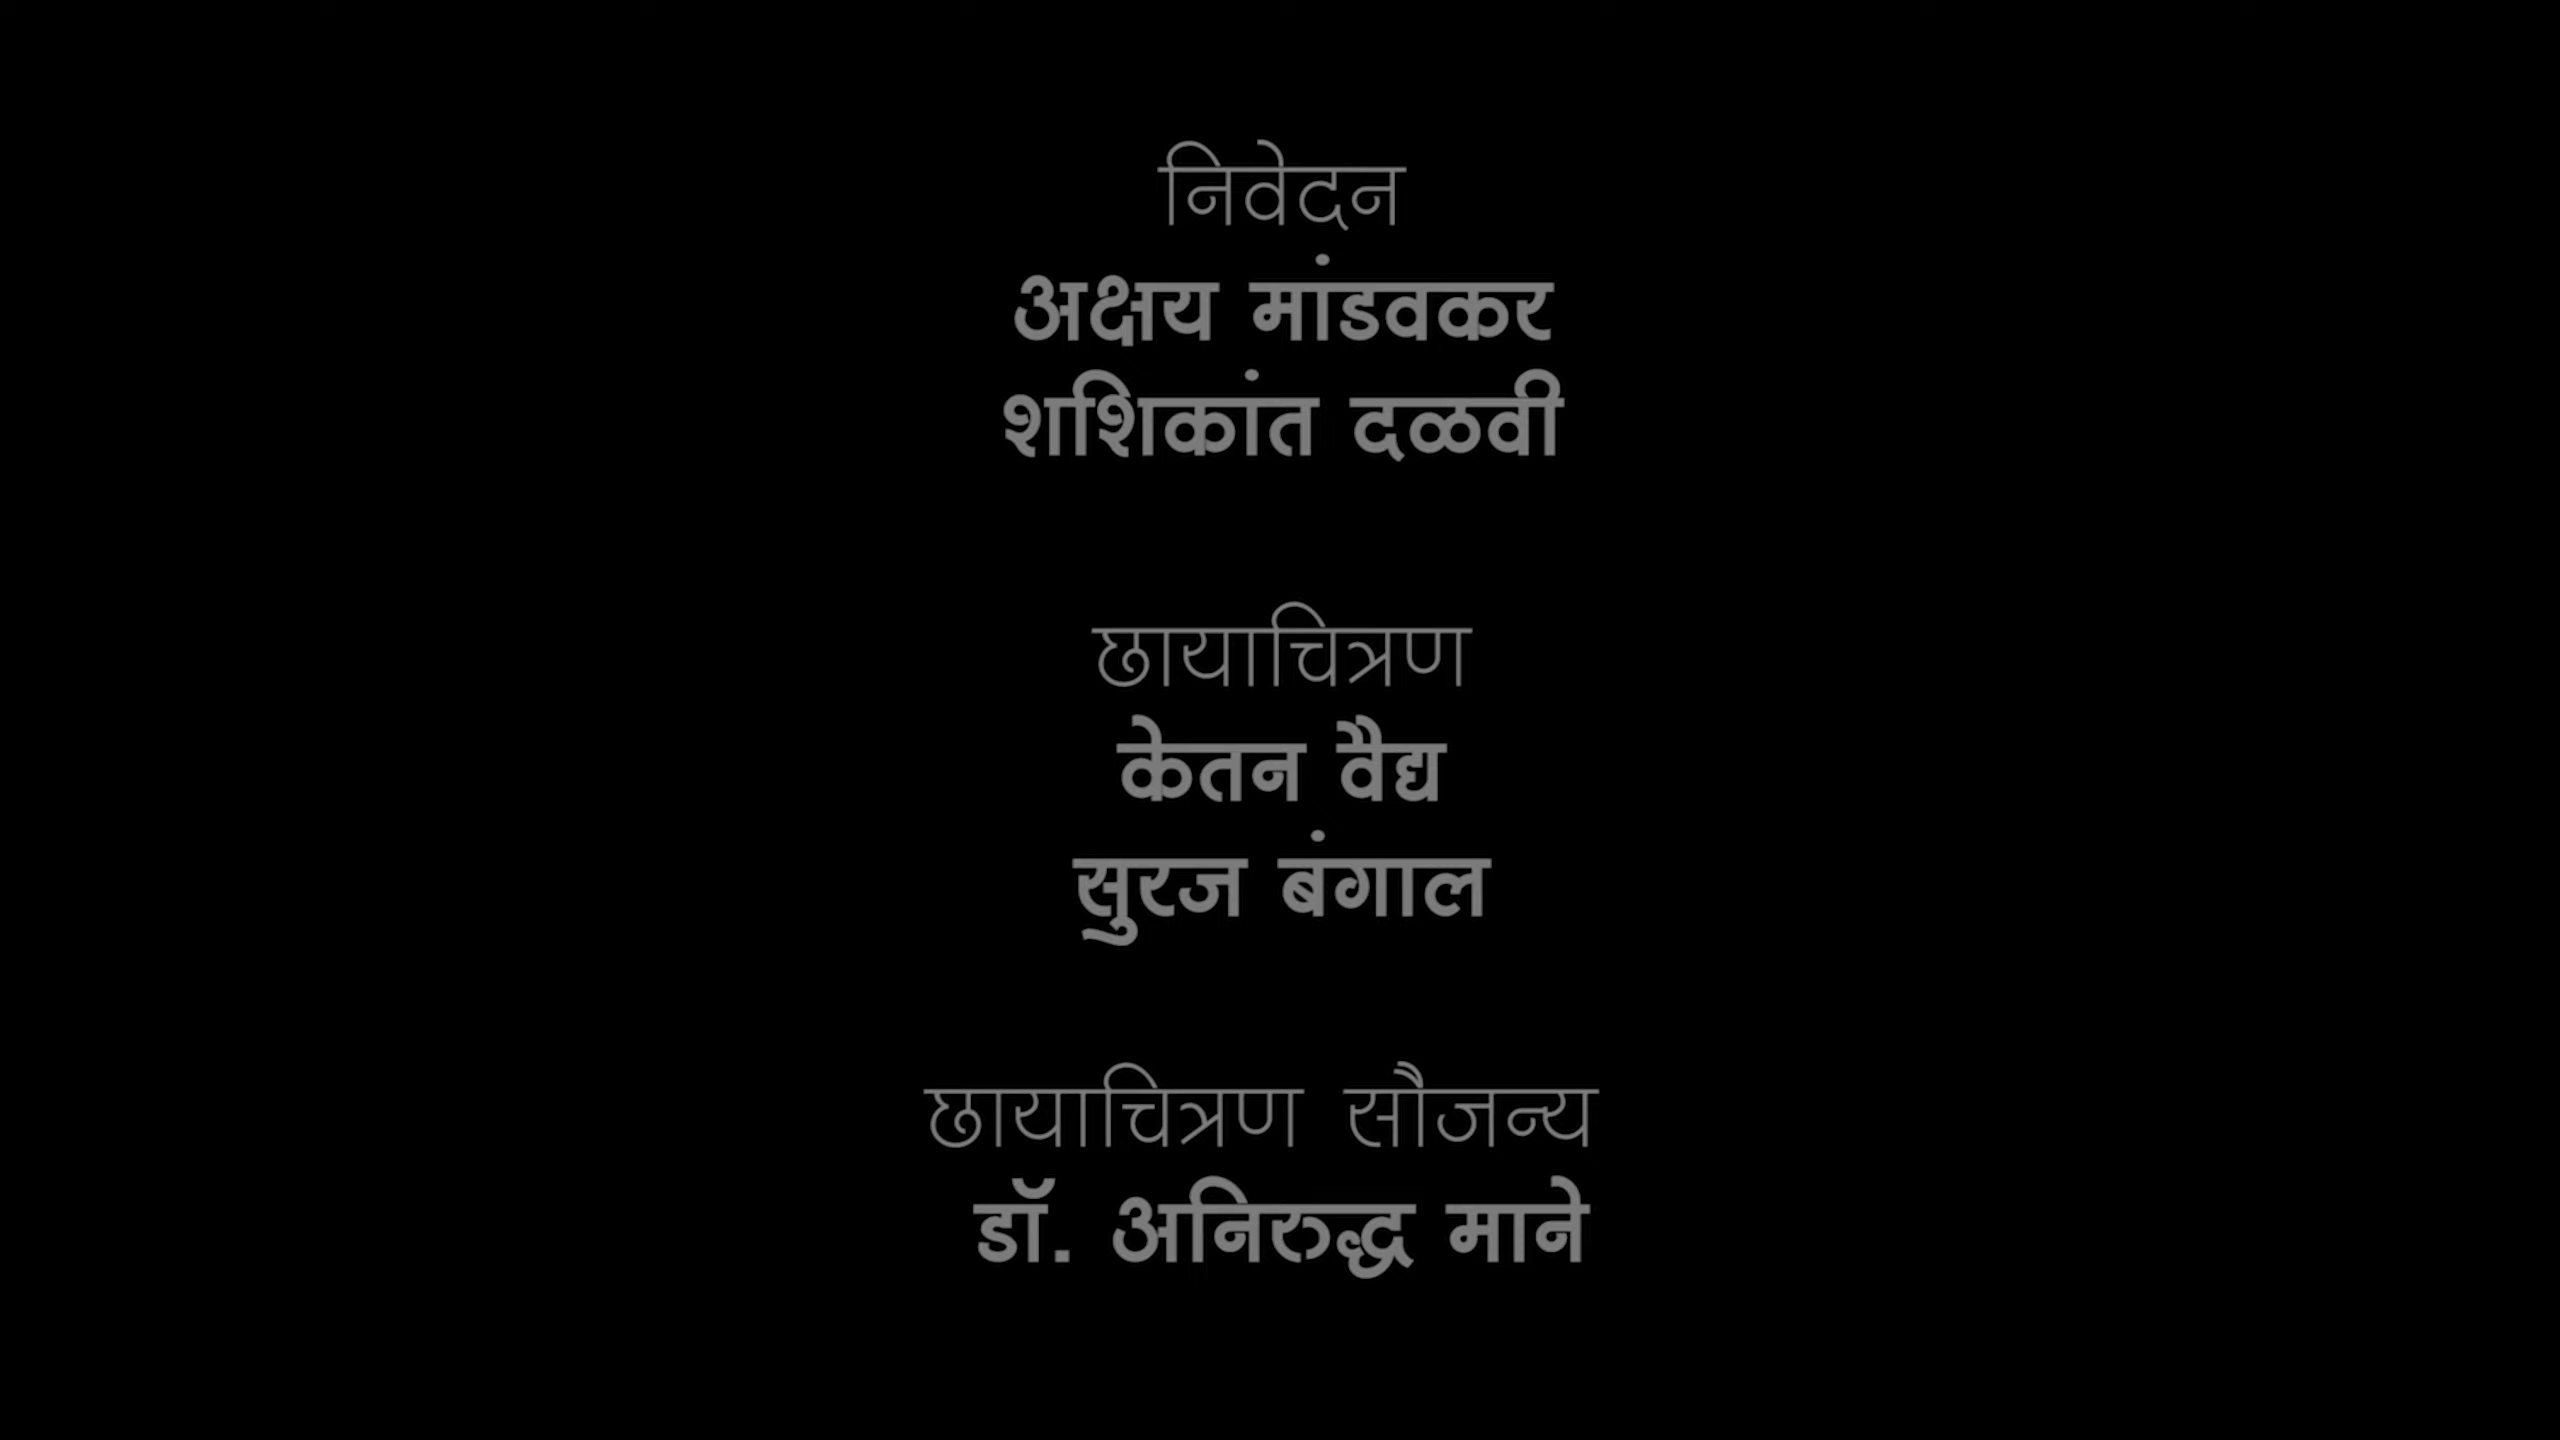 निवेदन
अक्षय मांडवकर
शशिकांत दळवी
छायाचित्रण
केतन वैद्य
सुरज बंगाल
छायाचित्रण सौजन्य
डॉ. अनिरुद्ध माने